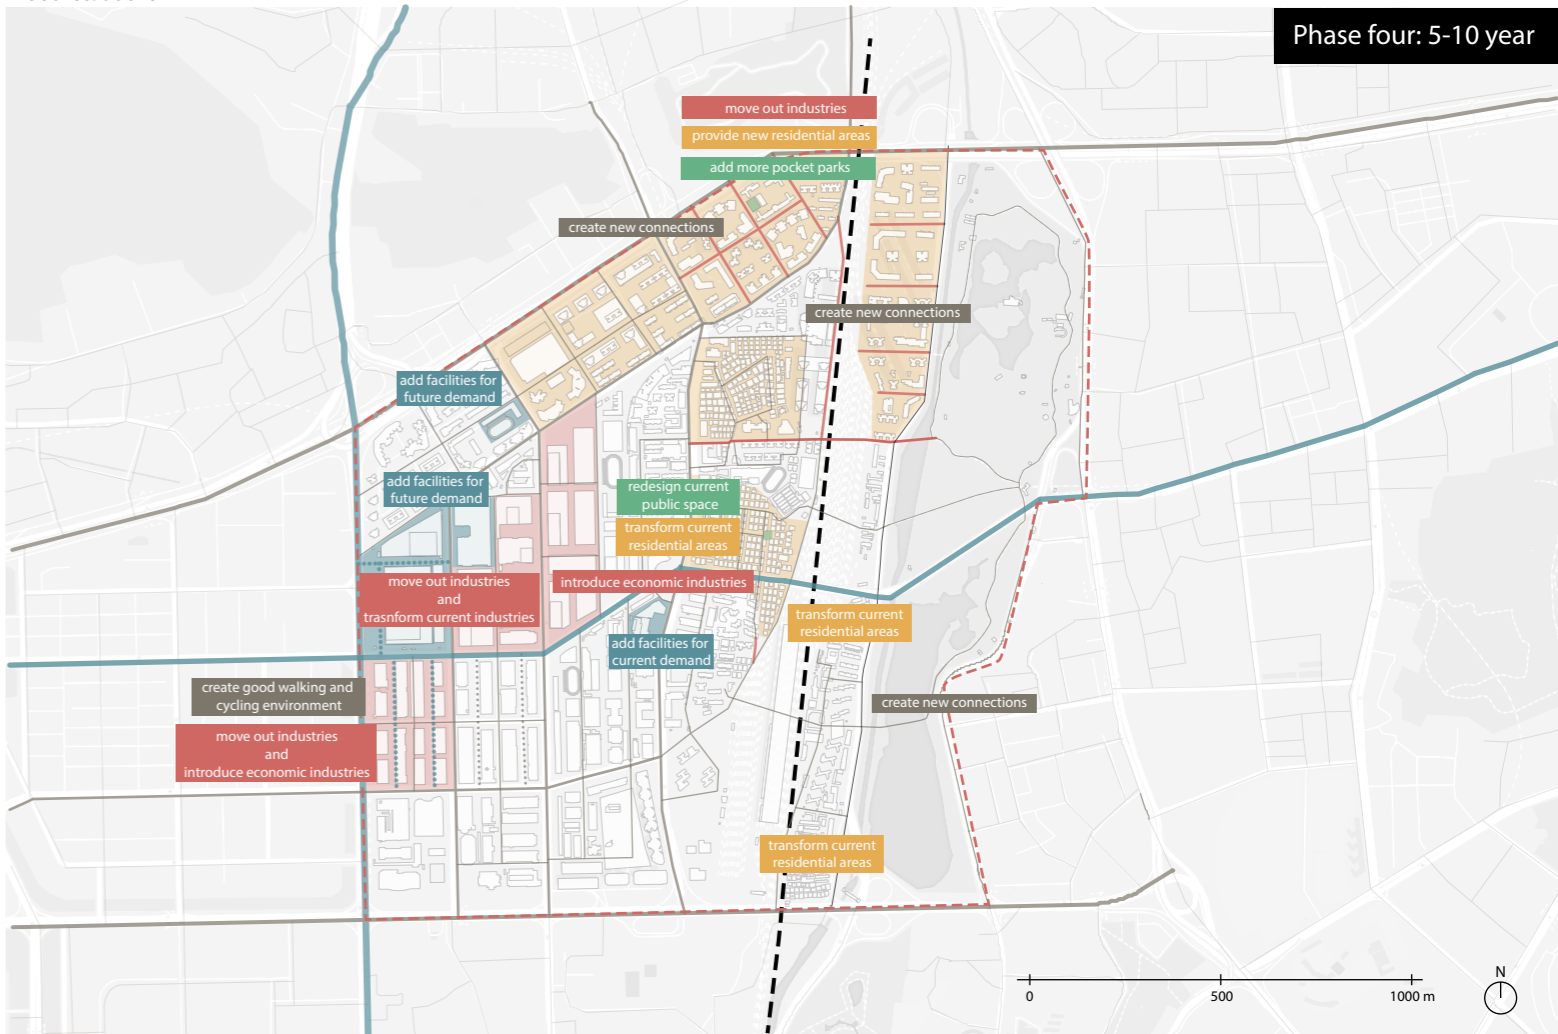 Phase four: 5-10 year
move out industries
provide new residential areas
add more pocket parks
create new connections
create new connections
add facilities for
future demand
add facilities for
future demand
redesign current
public space
transform current
residential areas
move out industries
and
trasnform current industries
introduce economic industries
transform current
residential areas
add facilities for
current demand
create good walking and
cycling environment
create new connections
move out industries
and
introduce economic industries
transform current
residential areas
N
0
500
1000 m